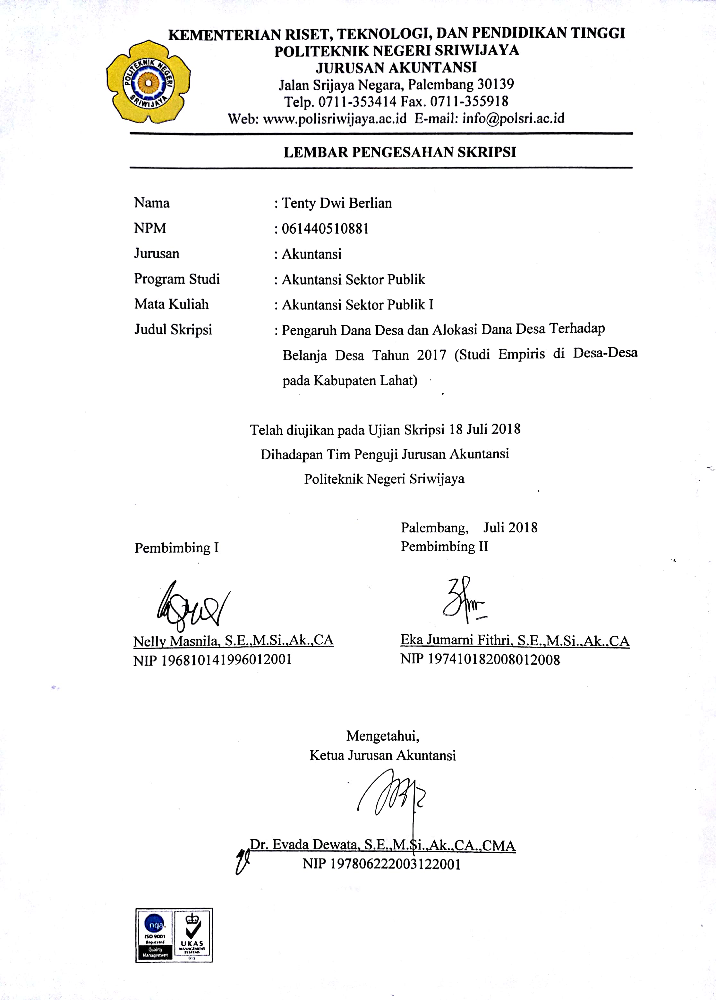 KEMENTERIAN RISET, TEKNOLOGI, DAN PENDIDIKAN TINGGI
POLITEKNIK NEGERI SRIWIJAYA
JURUSAN AKUNTANSI
Jalan Srijaya Negara, Palembang 30139
Telp. 0711-353414 Fax. 0711-355918
Web: www.polisriwijaya.ac.id E-mail: info@polsri.ac.id
POLITEKNIK NEGERI
SRIWIJAYA
LEMBAR PENGESAHAN SKRIPSI
Nama : Tenty Dwi Berlian
NPM : 061440510881
Jurusan : Akuntansi
Program Studi : Akuntansi Sektor Publik
Mata Kuliah : Akuntansi Sektor Publik I
Judul Skripsi : Pengaruh Dana Desa dan Alokasi Dana Desa Terhadap
Belanja Desa Tahun 2017 (Studi Empiris di Desa-Desa
pada Kabupaten Lahat)
Telah diujikan pada Ujian Skripsi 18 Juli 2018
Dihadapan Tim Penguji Jurusan Akuntansi
Politeknik Negeri Sriwijaya
Palembang, Juli 2018
Pembimbing I Pembimbing II
Nelly Masnila, S.E.,M.Si.,Ak.,CA Eka Jumarni Fithri, S.E.,M.Si.,Ak.,CA
NIP 196810141996012001 NIP 197410182008012008
Mengetahui,
Ketua Jurusan Akuntansi
Dr. Evada Dewata, S.E.,M.Si.,Ak.,CA.,CMA
NIP 197806222003122001
nqa.
ISO 9001
Registered
Quality
Management
UKAS
MANAGEMENT
SYSTEMS
015